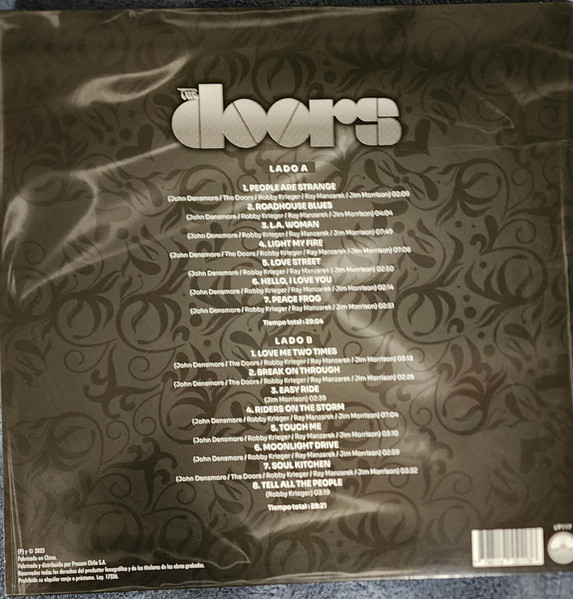 THE
doors
LADO A
1. PEOPLE ARE STRANGE
(John Densmore / The Doors / Robby Krieger / Ray Manzarek / Jim Morrison) 02:09
2. ROADHOUSE BLUES
(John Densmore / Robby Krieger / Ray Manzarek / Jim Morrison) 04:04
3. L.A. WOMAN
(John Densmore / Robby Krieger / Ray Manzarek / Jim Morrison) 07:49
4. LIGHT MY FIRE
(John Densmore / The Doors / Robby Krieger / Ray Manzarek / Jim Morrison) 07:06
5. LOVE STREET
(John Densmore / Robby Krieger / Ray Manzarek / Jim Morrison) 02:50
6. HELLO, I LOVE YOU
(John Densmore / Robby Krieger / Ray Manzarek / Jim Morrison) 02:14
7. PEACE FROG
(John Densmore / Robby Krieger / Ray Manzarek / Jim Morrison) 02:51
Tiempo total : 29:04
LADO B
1. LOVE ME TWO TIMES
(John Densmore / The Doors / Robby Krieger / Ray Manzarek / Jim Morrison) 03:13
2. BREAK ON THROUGH
(John Densmore / The Doors / Robby Krieger / Ray Manzarek / Jim Morrison) 02:25
3. EASY RIDE
(Jim Morrison) 02:39
4. RIDERS ON THE STORM
(John Densmore / Robby Krieger / Ray Manzarek / Jim Morrison) 07:04
5. TOUCH ME
(John Densmore / Robby Krieger / Ray Manzarek / Jim Morrison) 03:10
6. MOONLIGHT DRIVE
(John Densmore / Robby Krieger / Ray Manzarek / Jim Morrison) 02:59
7. SOUL KITCHEN
(John Densmore / The Doors / Robby Krieger / Ray Manzarek / Jim Morrison) 03:32
8. TELL ALL THE PEOPLE
(Robby Krieger) 03:19
Tiempo total : 28:21
(P) y © 2023
Fabricado en China.
Fabricado y distribuido por Procom Chile S.A.
Reservados todos los derechos del productor fonográfico y de los titulares de las obras grabadas.
Prohibido su alquiler canje o préstamo. Ley. 17336.